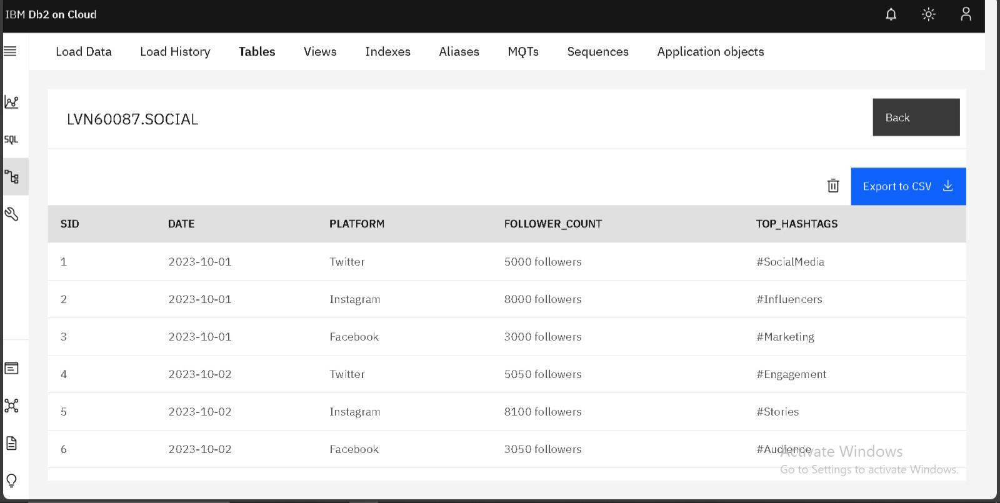 IBM Db2 on Cloud
Load Data Load History Tables Views Indexes Aliases MQTs Sequences Application objects
SQL
LVN60087.SOCIAL
Back
Export to CSV
SID DATE PLATFORM FOLLOWER_COUNT TOP_HASHTAGS
1 2023-10-01 Twitter 5000 followers #SocialMedia
2 2023-10-01 Instagram 8000 followers #Influencers
3 2023-10-01 Facebook 3000 followers #Marketing
4 2023-10-02 Twitter 5050 followers #Engagement
5 2023-10-02 Instagram 8100 followers #Stories
6 2023-10-02 Facebook 3050 followers #Audience
Activate Windows
Go to Settings to activate Windows.